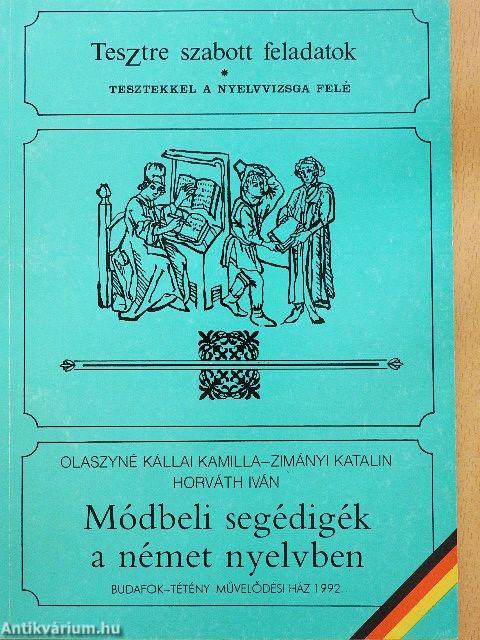 Tesztre szabott feladatok
*
TESZTEKKEL A NYELVVIZSGA FELÉ
OLASZYNÉ KÁLLAI KAMILLA–ZIMÁNYI KATALIN
HORVÁTH IVÁN
Módbeli segédigék
a német nyelvben
BUDAFOK–TÉTÉNY MŰVELŐDÉSI HÁZ 1992.
Antikvárium.hu